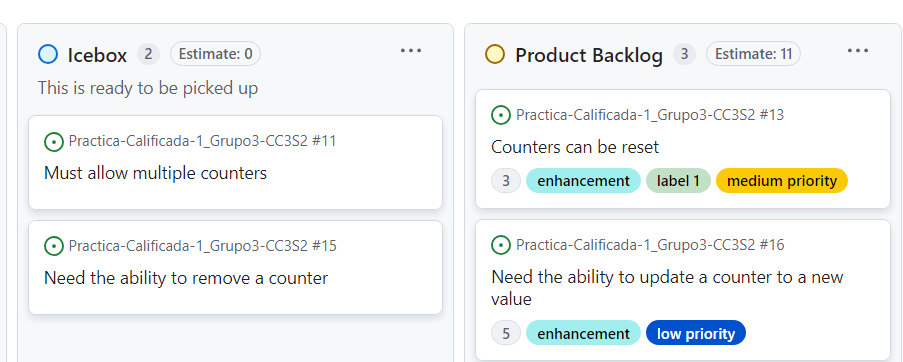 Icebox 2 Estimate: 0 ...
This is ready to be picked up
Practica-Calificada-1_Grupo3-CC3S2 #11
Must allow multiple counters
Practica-Calificada-1_Grupo3-CC3S2 #15
Need the ability to remove a counter
Product Backlog 3 Estimate: 11 ...
Practica-Calificada-1_Grupo3-CC3S2 #13
Counters can be reset
3 enhancement label 1 medium priority
Practica-Calificada-1_Grupo3-CC3S2 #16
Need the ability to update a counter to a new
value
5 enhancement low priority